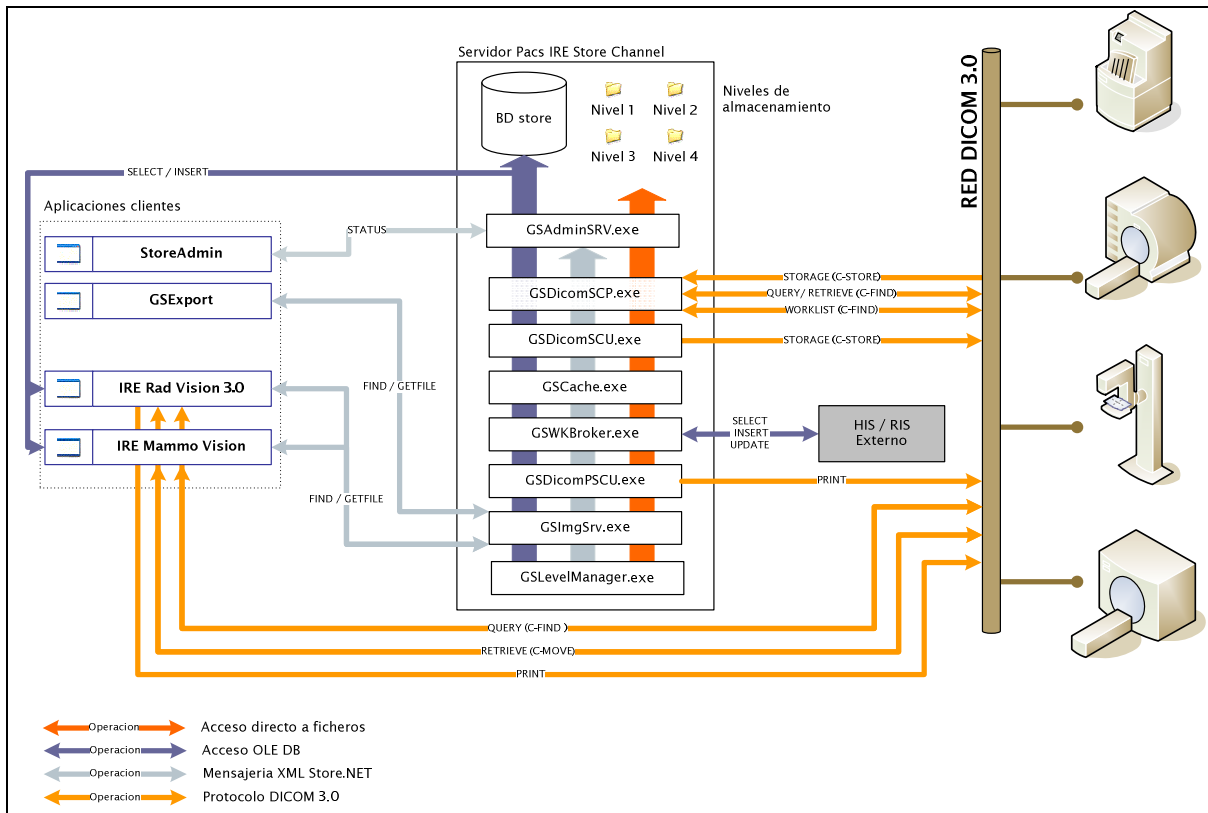 Servidor Pacs IRE Store Channel
BD store
Nivel 1
Nivel 2
Nivel 3
Nivel 4
Niveles de
almacenamiento
RED DICOM 3.0
SELECT / INSERT
Aplicaciones clientes
StoreAdmin
GSExport
IRE Rad Vision 3.0
IRE Mammo Vision
STATUS
FIND / GETFILE
FIND / GETFILE
GSAdminSRV.exe
GSDicomSCP.exe
GSDicomSCU.exe
GSCache.exe
GSWKBroker.exe
GSDicomPSCU.exe
GSImgSrv.exe
GSLevelManager.exe
STORAGE (C-STORE)
QUERY/ RETRIEVE (C-FIND)
WORKLIST (C-FIND)
STORAGE (C-STORE)
SELECT
INSERT
UPDATE
HIS / RIS
Externo
PRINT
QUERY (C-FIND )
RETRIEVE (C-MOVE)
PRINT
Operacion Acceso directo a ficheros
Operacion Acceso OLE DB
Operacion Mensajeria XML Store.NET
Operacion Protocolo DICOM 3.0